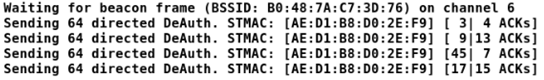 Waiting for beacon frame (BSSID: B0:48:7A:C7:3D:76) on channel 6
Sending 64 directed DeAuth. STMAC: [AE:D1:B8:D0:2E:F9] [ 3| 4 ACKs]
Sending 64 directed DeAuth. STMAC: [AE:D1:B8:D0:2E:F9] [ 9|13 ACKs]
Sending 64 directed DeAuth. STMAC: [AE:D1:B8:D0:2E:F9] [45| 7 ACKs]
Sending 64 directed DeAuth. STMAC: [AE:D1:B8:D0:2E:F9] [17|15 ACKs]